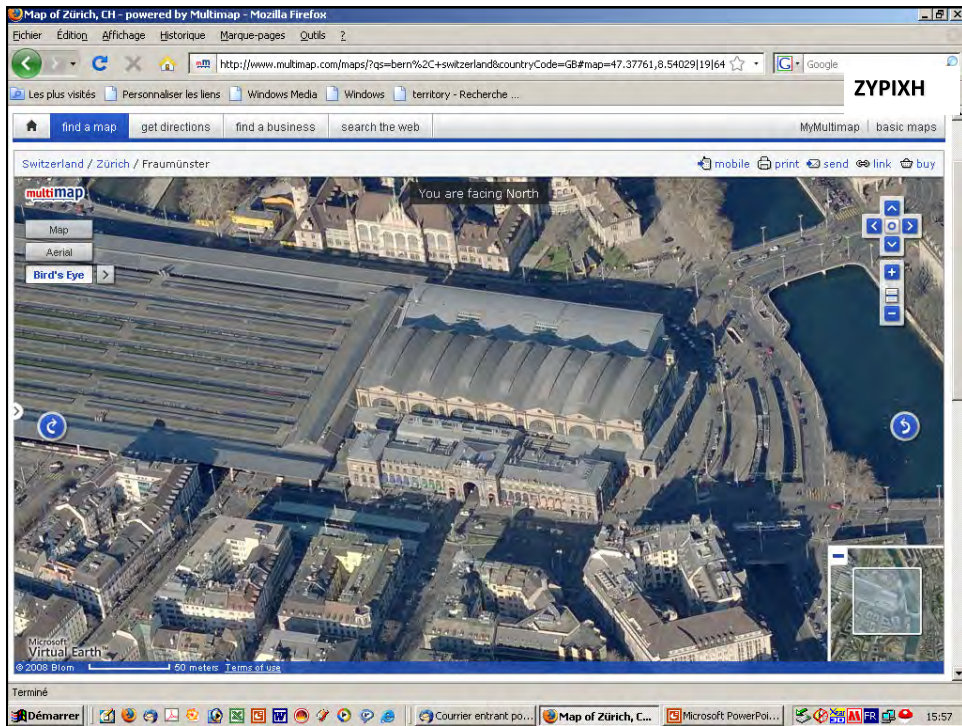 Map of Zürich, CH - powered by Multimap - Mozilla Firefox
Fichier Édition Affichage Historique Marque-pages Outils ?
http://www.multimap.com/maps/?qs=bern%2C+switzerland&countryCode=GB#map=47.37761,8.54029|19|64 G Google
Les plus visités Personnaliser les liens Windows Media Windows territory - Recherche ...
ΖΥΡΙΧΗ
find a map get directions find a business search the web MyMultimap basic maps
Switzerland / Zürich / Fraumünster mobile print send link buy
multimap You are facing North
Map
Aerial
Bird's Eye
Microsoft
Virtual Earth
© 2008 Blom 50 meters Terms of use
Terminé
Démarrer Courrier entrant po... Map of Zürich, C... Microsoft PowerPoi... FR 15:57